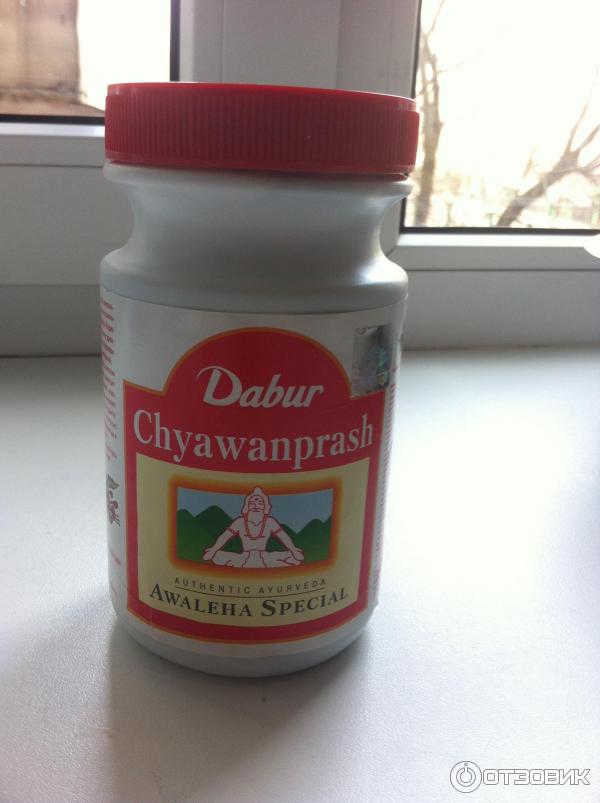 Dabur
Chyawanprash
AUTHENTIC AYURVEDA
AWALEHA SPECIAL
ОТЗОВИК